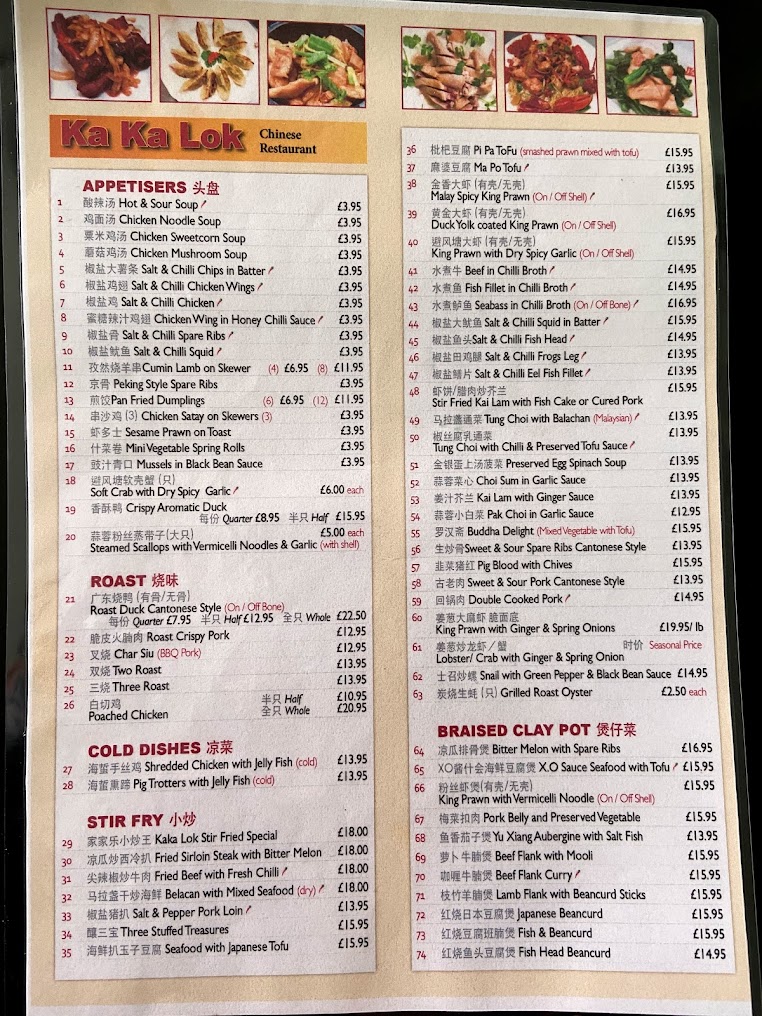 Ka Ka Lok Chinese
Restaurant
APPETISERS 头盘
1 酸辣汤 Hot & Sour Soup £3.95
2 鸡面汤 Chicken Noodle Soup £3.95
3 粟米鸡汤 Chicken Sweetcorn Soup £3.95
4 蘑菇鸡汤 Chicken Mushroom Soup £3.95
5 椒盐大薯条 Salt & Chilli Chips in Batter £3.95
6 椒盐鸡翅 Salt & Chilli Chicken Wings £3.95
7 椒盐鸡 Salt & Chilli Chicken £3.95
8 蜜糖辣汁鸡翅 Chicken Wing in Honey Chilli Sauce £3.95
9 椒盐骨 Salt & Chilli Spare Ribs £3.95
10 椒盐鱿鱼 Salt & Chilli Squid £3.95
11 孜然烧羊串 Cumin Lamb on Skewer (4) £6.95 (8) £11.95
12 京骨 Peking Style Spare Ribs £3.95
13 煎饺 Pan Fried Dumplings (6) £6.95 (12) £11.95
14 串沙鸡 (3) Chicken Satay on Skewers (3) £3.95
15 虾多士 Sesame Prawn on Toast £3.95
16 什菜卷 Mini Vegetable Spring Rolls £3.95
17 豉汁青口 Mussels in Black Bean Sauce £3.95
18 避风塘软壳蟹 (只)
Soft Crab with Dry Spicy Garlic £6.00 each
19 香酥鸭 Crispy Aromatic Duck
每份 Quarter £8.95 半只 Half £15.95
20 蒜蓉粉丝蒸带子(大只) £5.00 each
Steamed Scallops with Vermicelli Noodles & Garlic (with shell)
ROAST 烧味
21 广东烧鸭 (有骨/无骨)
Roast Duck Cantonese Style (On / Off Bone)
每份 Quarter £7.95 半只 Half £12.95 全只 Whole £22.50
22 脆皮火腩肉 Roast Crispy Pork £12.95
23 叉烧 Char Siu (BBQ Pork) £12.95
24 双烧 Two Roast £13.95
25 三烧 Three Roast £13.95
26 白切鸡 半只 Half £10.95
Poached Chicken 全只 Whole £20.95
COLD DISHES 凉菜
27 海蜇手丝鸡 Shredded Chicken with Jelly Fish (cold) £13.95
28 海蜇熏蹄 Pig Trotters with Jelly Fish (cold) £13.95
STIR FRY 小炒
29 家家乐小炒王 Kaka Lok Stir Fried Special £18.00
30 凉瓜炒西冷扒 Fried Sirloin Steak with Bitter Melon £18.00
31 尖辣椒炒牛肉 Fried Beef with Fresh Chilli £18.00
32 马拉盏干炒海鲜 Belacan with Mixed Seafood (dry) £18.00
33 椒盐猪扒 Salt & Pepper Pork Loin £13.95
34 釀三宝 Three Stuffed Treasures £15.95
35 海鲜扒玉子豆腐 Seafood with Japanese Tofu £15.95
36 枇杷豆腐 Pi Pa ToFu (smashed prawn mixed with tofu) £15.95
37 麻婆豆腐 Ma Po Tofu £13.95
38 金香大虾 (有壳/无壳) £15.95
Malay Spicy King Prawn (On / Off Shell)
39 黄金大虾 (有壳/无壳) £16.95
Duck Yolk coated King Prawn (On / Off Shell)
40 避风塘大虾 (有壳/无壳) £15.95
King Prawn with Dry Spicy Garlic (On / Off Shell)
41 水煮牛 Beef in Chilli Broth £14.95
42 水煮鱼 Fish Fillet in Chilli Broth £14.95
43 水煮鲈鱼 Seabass in Chilli Broth (On / Off Bone) £16.95
44 椒盐大鱿鱼 Salt & Chilli Squid in Batter £15.95
45 椒盐鱼头 Salt & Chilli Fish Head £14.95
46 椒盐田鸡腿 Salt & Chilli Frogs Leg £13.95
47 椒盐鳝片 Salt & Chilli Eel Fish Fillet £13.95
48 虾饼/腊肉炒芥兰 £15.95
Stir Fried Kai Lam with Fish Cake or Cured Pork
49 马拉盏通菜 Tung Choi with Balachan (Malaysian) £13.95
50 椒丝腐乳通菜 £13.95
Tung Choi with Chilli & Preserved Tofu Sauce
51 金银蛋上汤菠菜 Preserved Egg Spinach Soup £13.95
52 蒜蓉菜心 Choi Sum in Garlic Sauce £13.95
53 姜汁芥兰 Kai Lam with Ginger Sauce £13.95
54 蒜蓉小白菜 Pak Choi in Garlic Sauce £12.95
55 罗汉斋 Buddha Delight (Mixed Vegetable with Tofu) £15.95
56 生炒骨 Sweet & Sour Spare Ribs Cantonese Style £13.95
57 韭菜猪红 Pig Blood with Chives £15.95
58 古老肉 Sweet & Sour Pork Cantonese Style £13.95
59 回锅肉 Double Cooked Pork £14.95
60 姜葱大麻虾 脆面底
King Prawn with Ginger & Spring Onions £19.95/ lb
61 姜葱炒龙虾／蟹 时价 Seasonal Price
Lobster/ Crab with Ginger & Spring Onion
62 士召炒螺 Snail with Green Pepper & Black Bean Sauce £14.95
63 炭烧生蚝 (只) Grilled Roast Oyster £2.50 each
BRAISED CLAY POT 煲仔菜
64 凉瓜排骨煲 Bitter Melon with Spare Ribs £16.95
65 XO酱什会海鲜豆腐煲 X.O Sauce Seafood with Tofu £15.95
66 粉丝虾煲(有壳/无壳) £15.95
King Prawn with Vermicelli Noodle (On / Off Shell)
67 梅菜扣肉 Pork Belly and Preserved Vegetable £15.95
68 鱼香茄子煲 Yu Xiang Aubergine with Salt Fish £13.95
69 萝卜牛腩煲 Beef Flank with Mooli £15.95
70 咖喱牛腩煲 Beef Flank Curry £15.95
71 枝竹羊腩煲 Lamb Flank with Beancurd Sticks £15.95
72 红烧日本豆腐煲 Japanese Beancurd £15.95
73 红烧豆腐班腩煲 Fish & Beancurd £15.95
74 红烧鱼头豆腐煲 Fish Head Beancurd £14.95